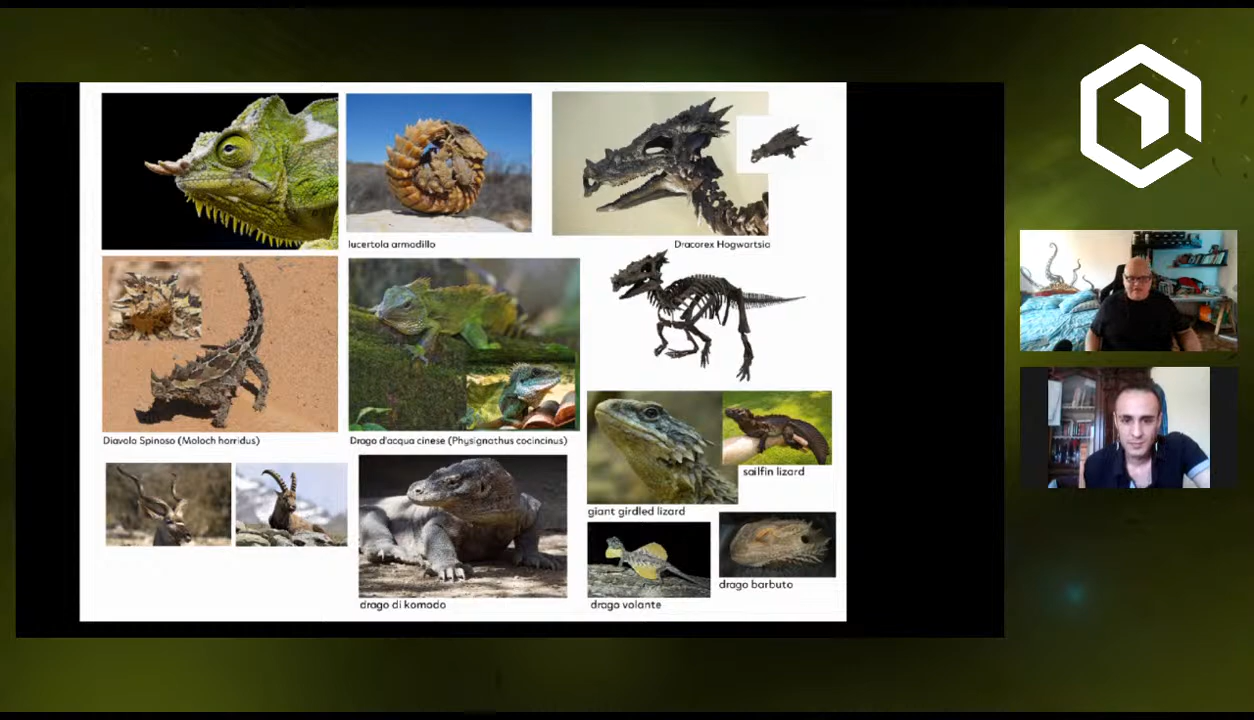 lucertola armadillo
Dracorex Hogwartsia
Diavolo Spinoso (Moloch horridus)
Drago d'acqua cinese (Physignathus cocincinus)
sailfin lizard
giant girdled lizard
drago barbuto
drago di komodo
drago volante